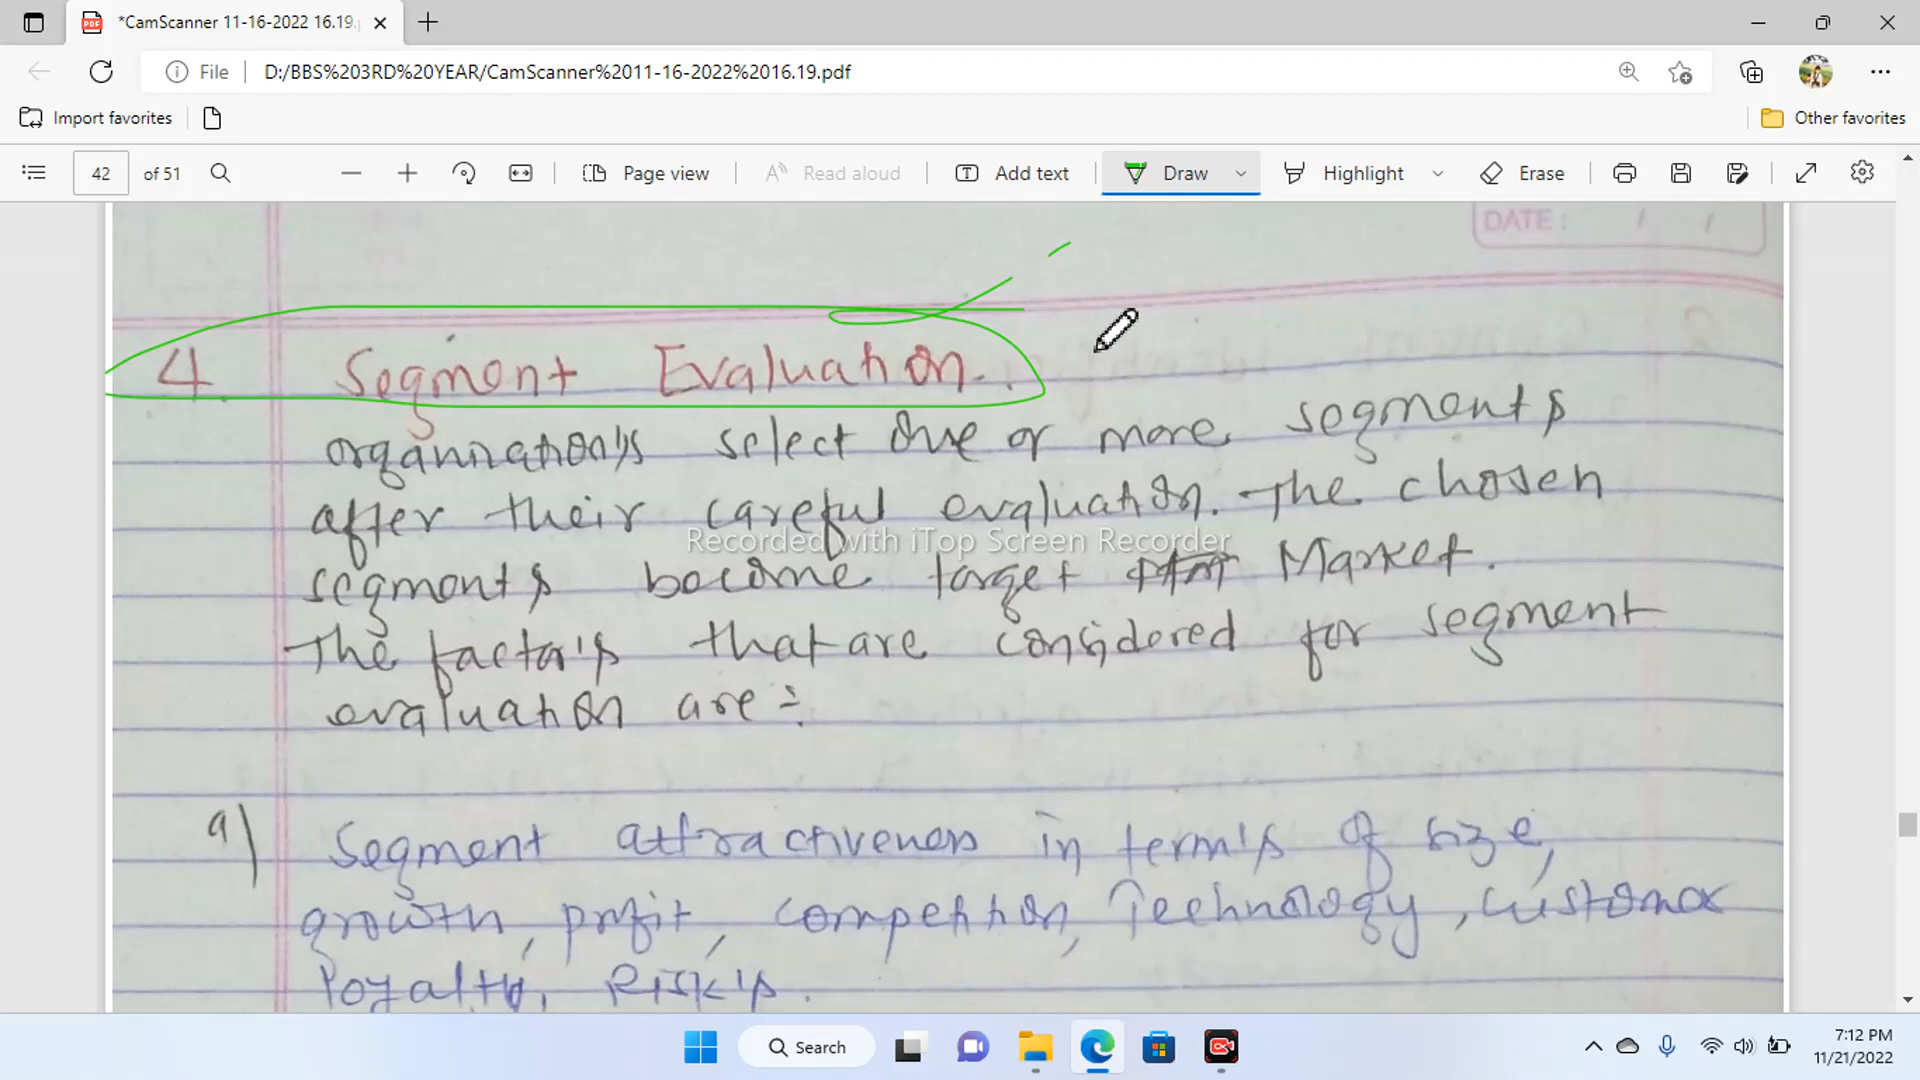 *CamScanner 11-16-2022 16.19.p
File
D:/BBS%203RD%20YEAR/CamScanner%2011-16-2022%2016.19.pdf
Import favorites
Other favorites
42 of 51
Page view
Read aloud
Add text
Draw
Highlight
Erase
DATE: / /
4. Segment Evaluation.
organization's select one or more segments
after their careful evaluation. The chosen
Recorded with iTop Screen Recorder
segments become target Market.
The factor's that are considered for segment
evaluation are:
a) Segment attractiveness in term's of size,
growth, profit, competition, Technology, customer
loyalty, Risk's.
Search
7:12 PM
11/21/2022